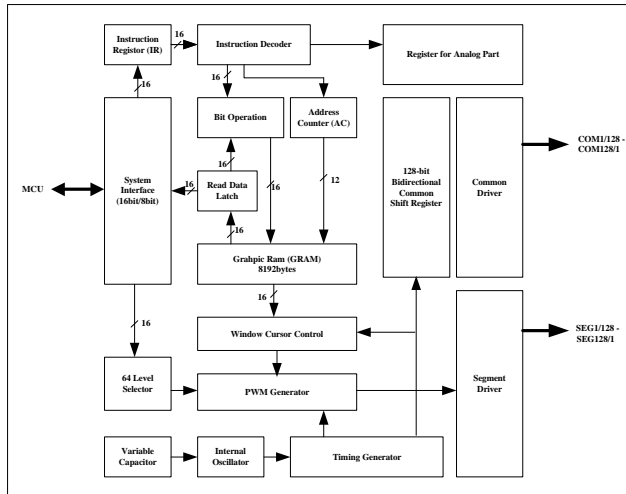 16
Instruction
Registor (IR)
Instruction Decoder
Register for Analog Part
16
16
Bit Operation
Address
Counter (AC)
COM1/128 -
COM128/1
MCU
System
Interface
(16bit/8bit)
16
16
Read Data
Latch
16
12
128-bit
Bidirectional
Common
Shift Register
Common
Driver
16
Grahpic Ram (GRAM)
8192bytes
16
16
Window Cursor Control
SEG1/128 -
SEG128/1
64 Level
Selector
PWM Generator
Segment
Driver
Variable
Capacitor
Internal
Oscillator
Timing Generator